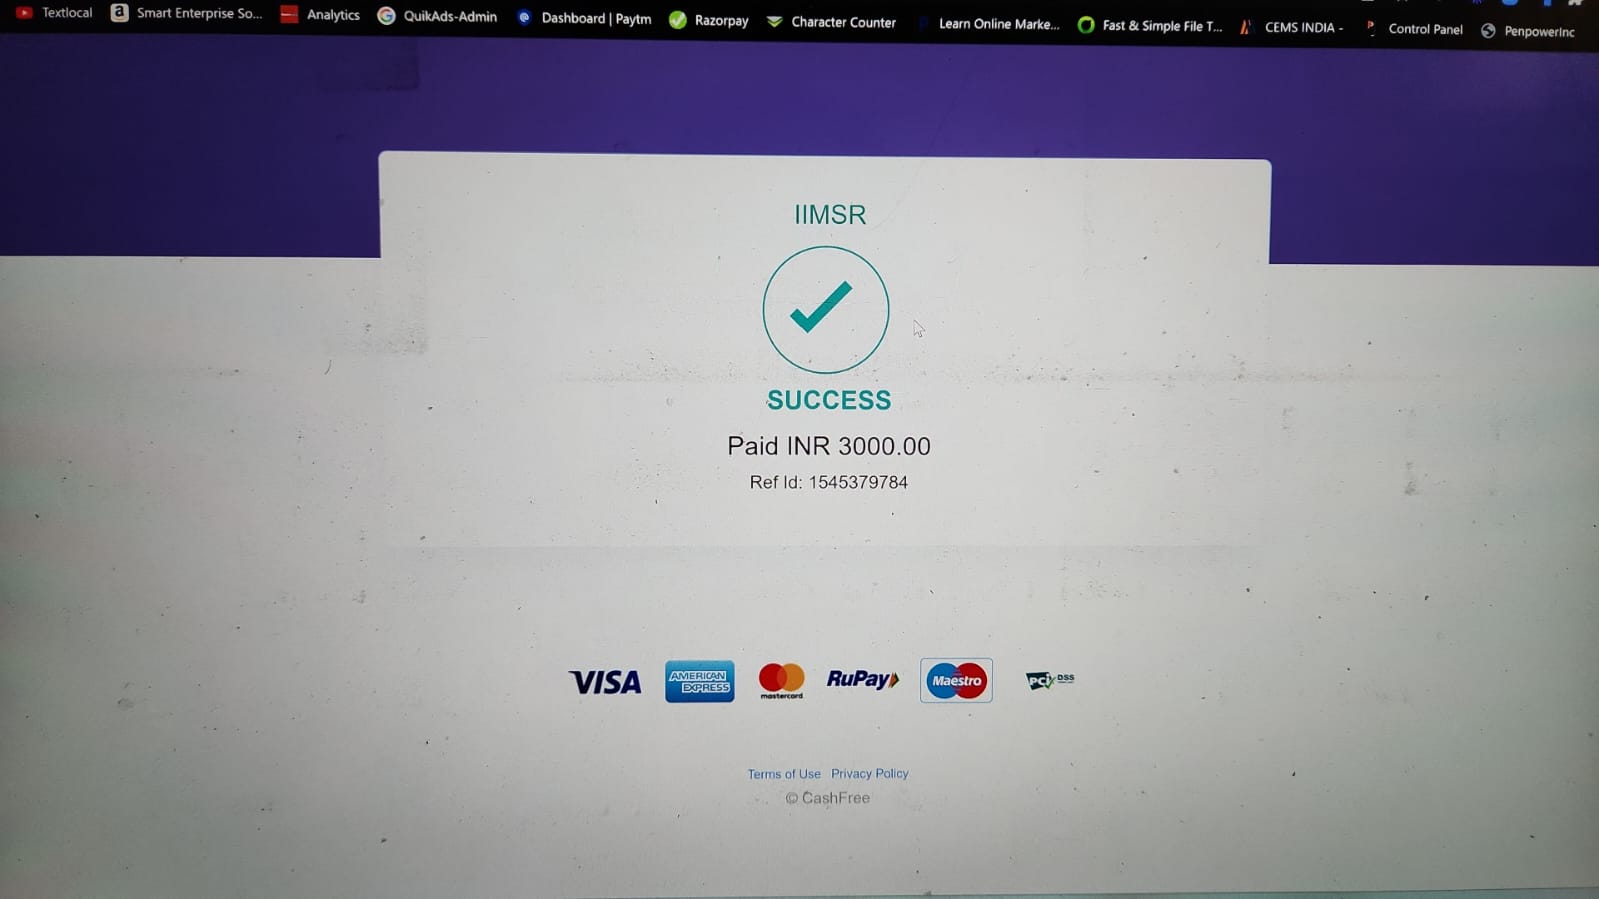 Textlocal
Smart Enterprise So...
Analytics
QuikAds-Admin
Dashboard | Paytm
Razorpay
Character Counter
Learn Online Marke...
Fast & Simple File T...
CEMS INDIA -
Control Panel
PenpowerInc
IIMSR
SUCCESS
Paid INR 3000.00
Ref Id: 1545379784
VISA
AMERICAN
EXPRESS
mastercard
RuPay
Maestro
PCI DSS
Terms of Use Privacy Policy
© CashFree